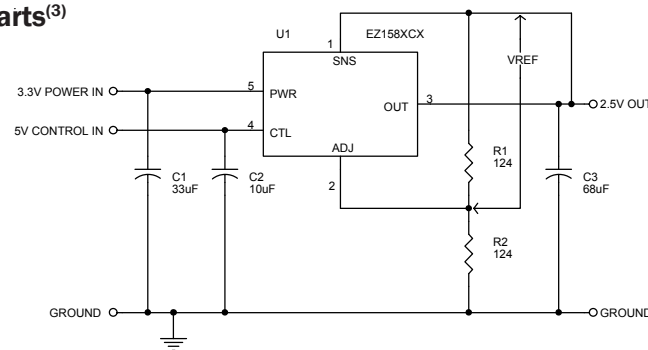 arts(3)
U1
EZ158XCX
1
SNS
VREF
3.3V POWER IN
5
PWR
OUT
3
2.5V OUT
5V CONTROL IN
4
CTL
ADJ
2
C1
33uF
C2
10uF
R1
124
C3
68uF
R2
124
GROUND
GROUND